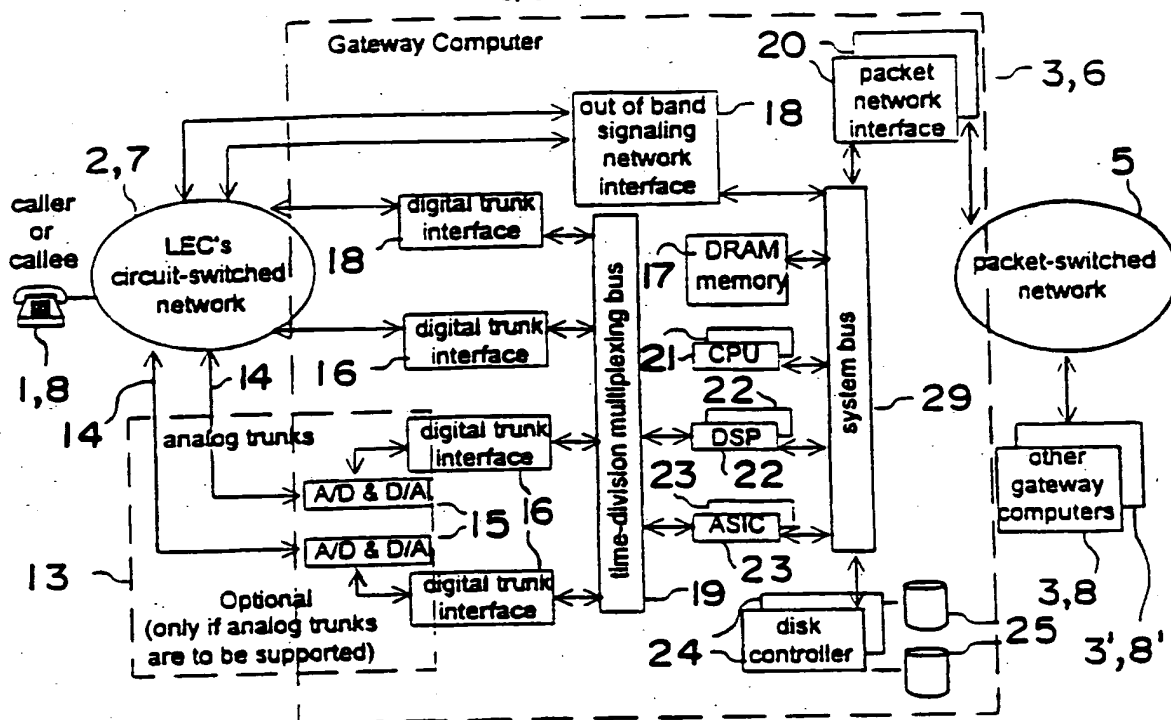 Gateway Computer
20
packet
network
interface
3,6
out of band
signaling
network
interface
18
2,7
caller
or
callee
LEC's
circuit-switched
network
digital trunk
interface
18
5
packet-switched
network
17
DRAM
memory
time-division multiplexing bus
system bus
digital trunk
interface
16
21
CPU
1,8
14
14
22
DSP
22
29
analog trunks
digital trunk
interface
16
A/D & D/A
15
A/D & D/A
23
ASIC
23
other
gateway
computers
3,8
3',8'
13
Optional
(only if analog trunks
are to be supported)
digital trunk
interface
19
24
disk
controller
25